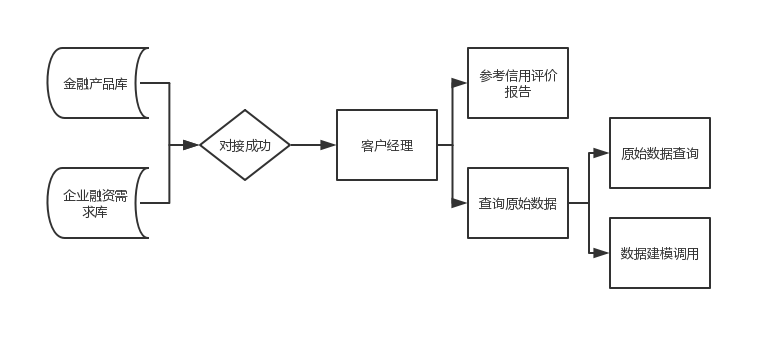 金融产品库
企业融资需
求库
对接成功
客户经理
参考信用评价
报告
查询原始数据
原始数据查询
数据建模调用